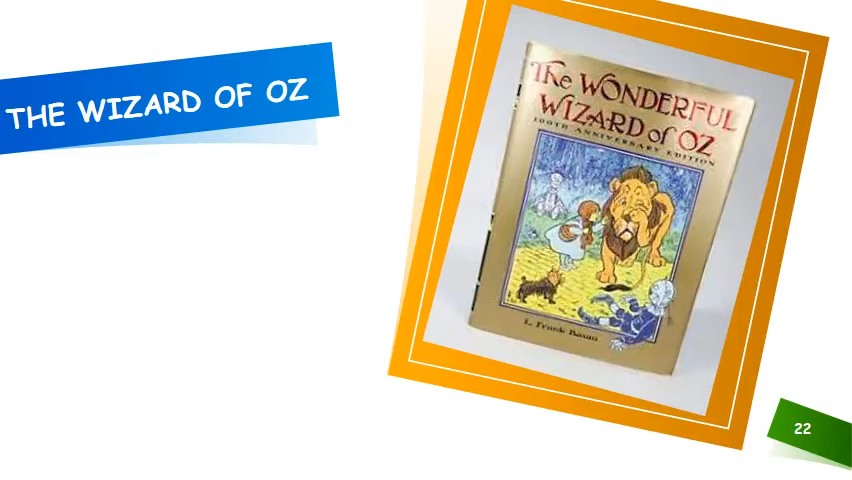 THE WIZARD OF OZ
The WONDERFUL
WIZARD of OZ
100TH ANNIVERSARY EDITION
L. Frank Baum
22